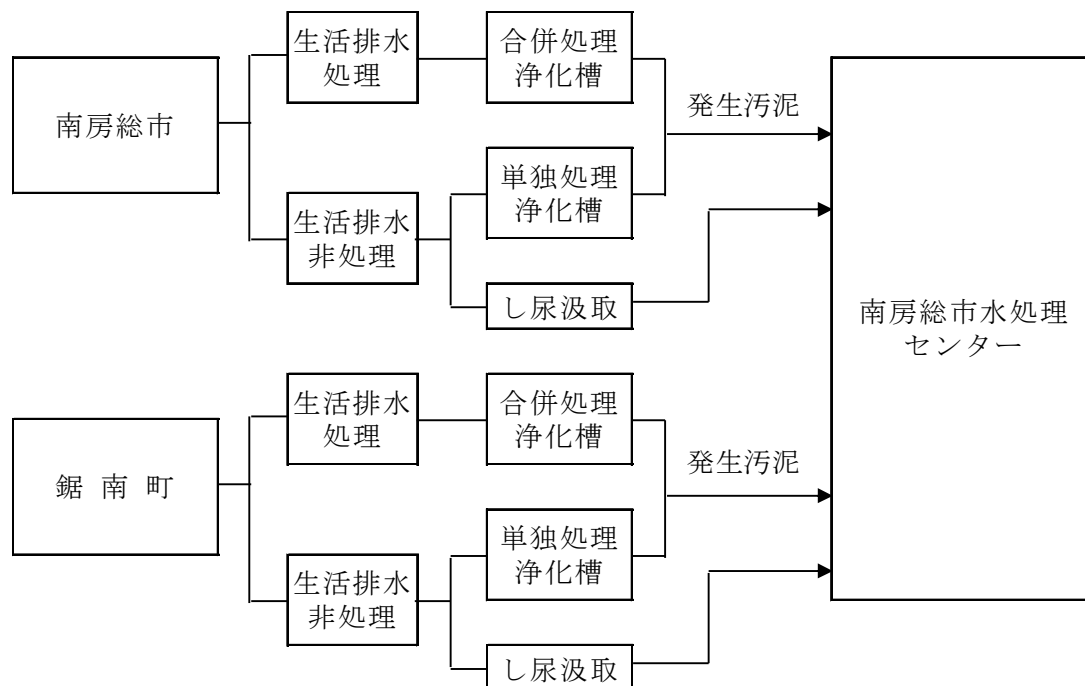 生活排水
処理
合併処理
浄化槽
南房総市
発生汚泥
単独処理
浄化槽
生活排水
非処理
し尿汲取
南房総市水処理
センター
生活排水
処理
合併処理
浄化槽
発生汚泥
鋸南町
単独処理
浄化槽
生活排水
非処理
し尿汲取